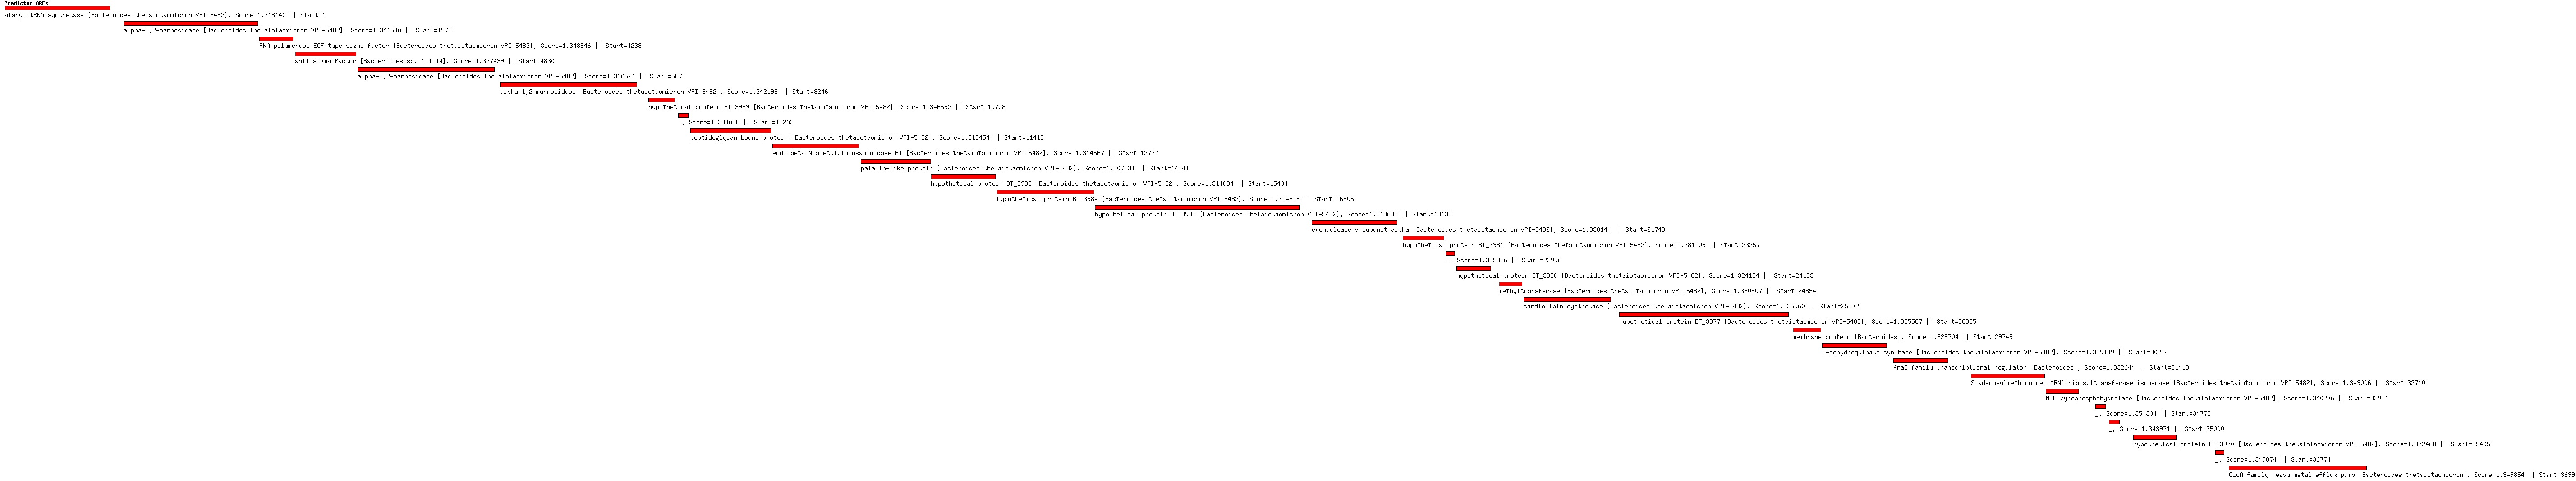 Predicted ORFs
alanyl-tRNA synthetase [Bacteroides thetaiotaomicron VPI-5482], Score=1.318140 || Start=1
alpha-1,2-mannosidase [Bacteroides thetaiotaomicron VPI-5482], Score=1.341540 || Start=1979
RNA polymerase ECF-type sigma factor [Bacteroides thetaiotaomicron VPI-5482], Score=1.348546 || Start=4238
anti-sigma factor [Bacteroides sp. 1_1_14], Score=1.327439 || Start=4830
alpha-1,2-mannosidase [Bacteroides thetaiotaomicron VPI-5482], Score=1.360521 || Start=5872
alpha-1,2-mannosidase [Bacteroides thetaiotaomicron VPI-5482], Score=1.342195 || Start=8246
hypothetical protein BT_3989 [Bacteroides thetaiotaomicron VPI-5482], Score=1.346692 || Start=10708
_, Score=1.394088 || Start=11203
peptidoglycan bound protein [Bacteroides thetaiotaomicron VPI-5482], Score=1.315454 || Start=11412
endo-beta-N-acetylglucosaminidase F1 [Bacteroides thetaiotaomicron VPI-5482], Score=1.314567 || Start=12777
patatin-like protein [Bacteroides thetaiotaomicron VPI-5482], Score=1.307331 || Start=14241
hypothetical protein BT_3985 [Bacteroides thetaiotaomicron VPI-5482], Score=1.314094 || Start=15404
hypothetical protein BT_3984 [Bacteroides thetaiotaomicron VPI-5482], Score=1.314818 || Start=16505
hypothetical protein BT_3983 [Bacteroides thetaiotaomicron VPI-5482], Score=1.313633 || Start=18135
exonuclease V subunit alpha [Bacteroides thetaiotaomicron VPI-5482], Score=1.330144 || Start=21743
hypothetical protein BT_3981 [Bacteroides thetaiotaomicron VPI-5482], Score=1.281109 || Start=23257
_, Score=1.355856 || Start=23976
hypothetical protein BT_3980 [Bacteroides thetaiotaomicron VPI-5482], Score=1.324154 || Start=24153
methyltransferase [Bacteroides thetaiotaomicron VPI-5482], Score=1.330907 || Start=24854
cardiolipin synthetase [Bacteroides thetaiotaomicron VPI-5482], Score=1.335960 || Start=25272
hypothetical protein BT_3977 [Bacteroides thetaiotaomicron VPI-5482], Score=1.325567 || Start=26855
membrane protein [Bacteroides], Score=1.329704 || Start=29749
3-dehydroquinate synthase [Bacteroides thetaiotaomicron VPI-5482], Score=1.339149 || Start=30234
AraC family transcriptional regulator [Bacteroides], Score=1.332644 || Start=31419
S-adenosylmethionine--tRNA ribosyltransferase-isomerase [Bacteroides thetaiotaomicron VPI-5482], Score=1.349006 || Start=32710
NTP pyrophosphohydrolase [Bacteroides thetaiotaomicron VPI-5482], Score=1.340276 || Start=33951
_, Score=1.350304 || Start=34775
_, Score=1.343971 || Start=35000
hypothetical protein BT_3970 [Bacteroides thetaiotaomicron VPI-5482], Score=1.372468 || Start=35405
_, Score=1.349874 || Start=36774
CzcA family heavy metal efflux pump [Bacteroides thetaiotaomicron], Score=1.349854 || Start=3699